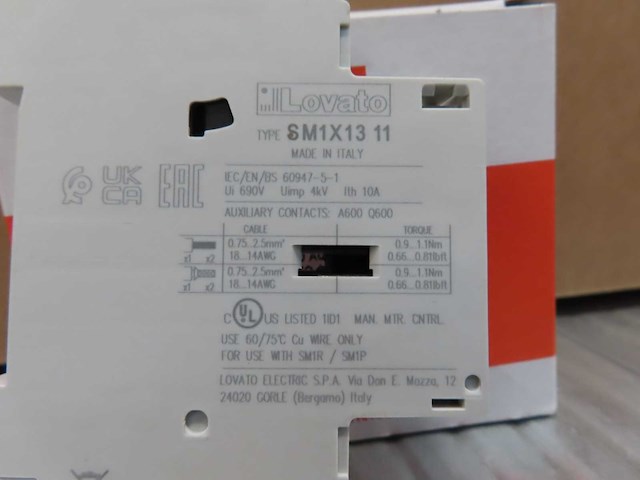 Lovato
TYPE SM1X13 11
MADE IN ITALY
UK
CA
EAC
IEC/EN/BS 60947-5-1
Ui 690V Uimp 4kV Ith 10A
AUXILIARY CONTACTS: A600 Q600
CABLE TORQUE
0.75...2.5mm² 0.9...1.1Nm
18...14AWG 0.66...0.81lbft
x1 x2
0.75...2.5mm² 0.9...1.1Nm
18...14AWG 0.66...0.81lbft
x1 x2
C UL US LISTED 11D1 MAN. MTR. CNTRL.
USE 60/75℃ Cu WIRE ONLY
FOR USE WITH SM1R / SM1P
LOVATO ELECTRIC S.P.A. Via Don E. Mazza, 12
24020 GORLE (Bergamo) Italy